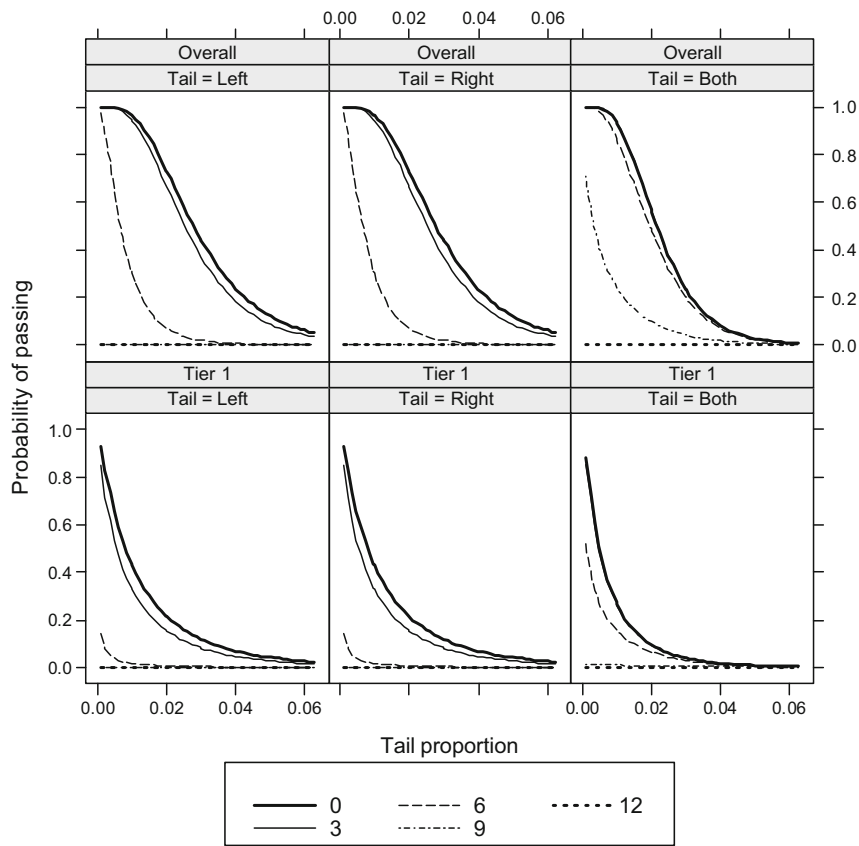 0.00 0.02 0.04 0.06
Overall Overall Overall
Tail = Left Tail = Right Tail = Both
1.0
0.8
0.6
0.4
0.2
0.0
Probability of passing
Tier 1 Tier 1 Tier 1
Tail = Left Tail = Right Tail = Both
1.0
0.8
0.6
0.4
0.2
0.0
0.00 0.02 0.04 0.06 0.00 0.02 0.04 0.06
Tail proportion
0 6 12
3 9